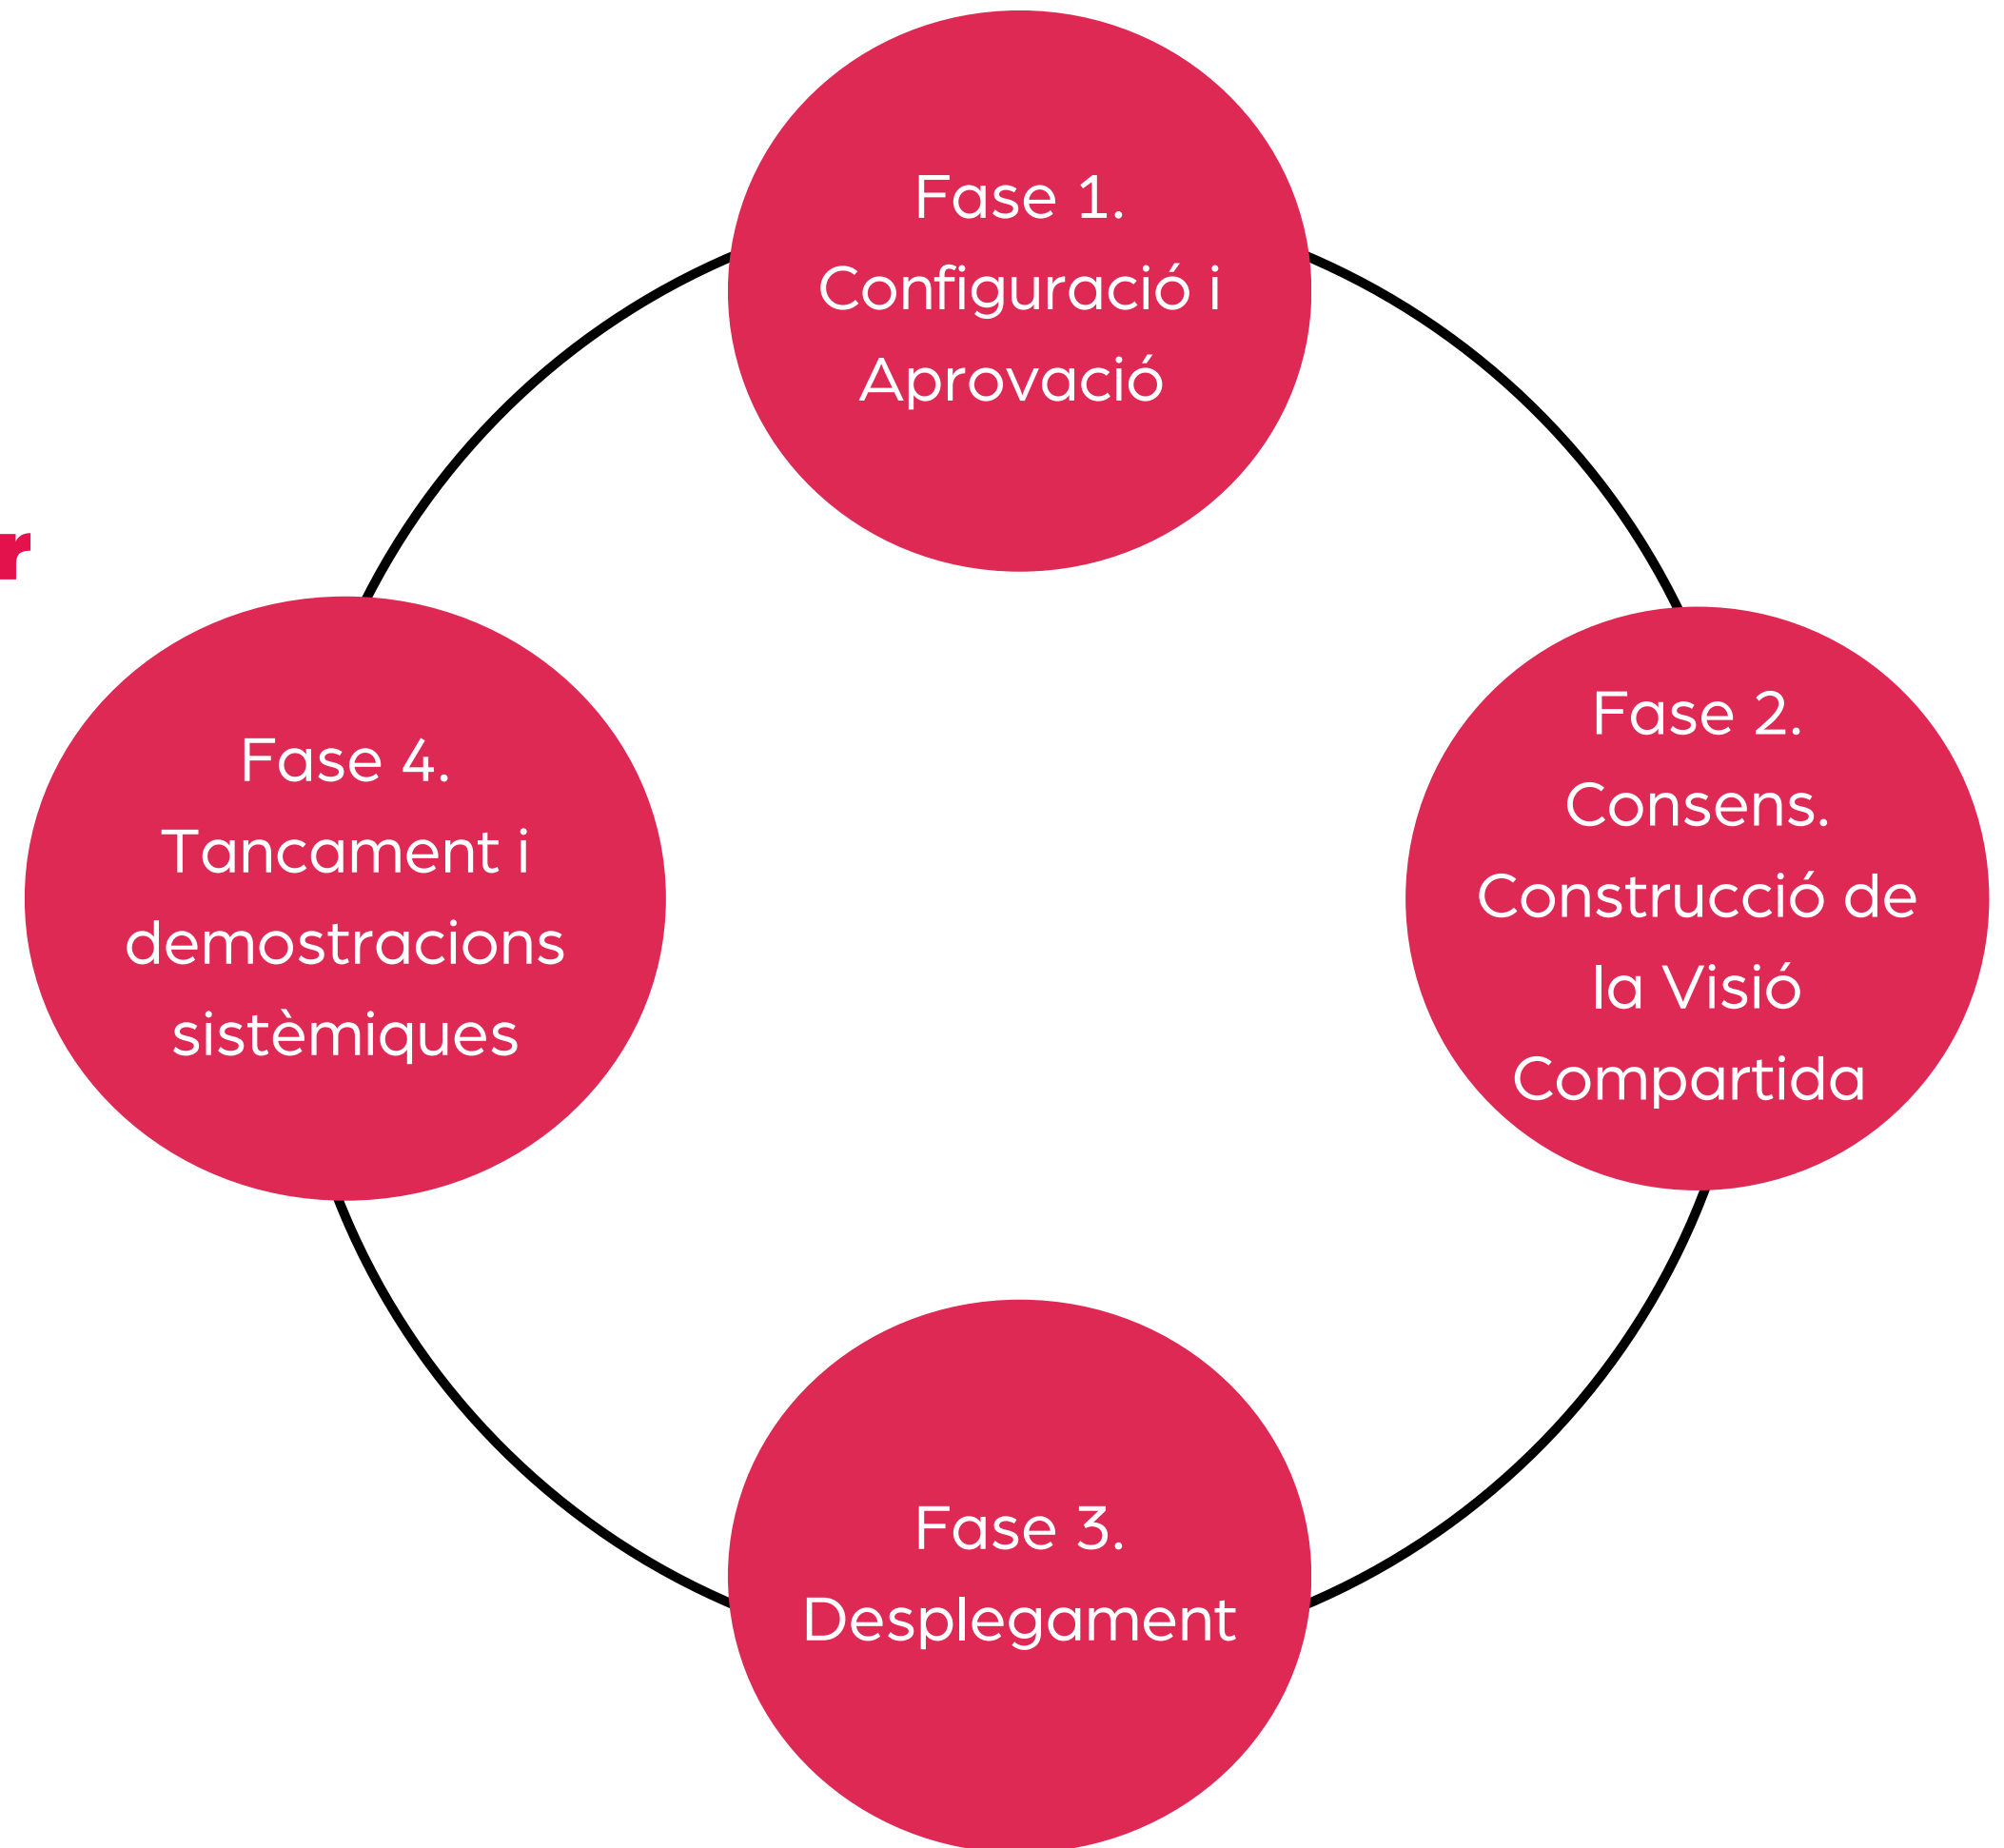 Fase 1.
Configuració i
Aprovació
r
Fase 2.
Consens.
Construcció de
la Visió
Compartida
Fase 4.
Tancament i
demostracions
sistèmiques
Fase 3.
Desplegament